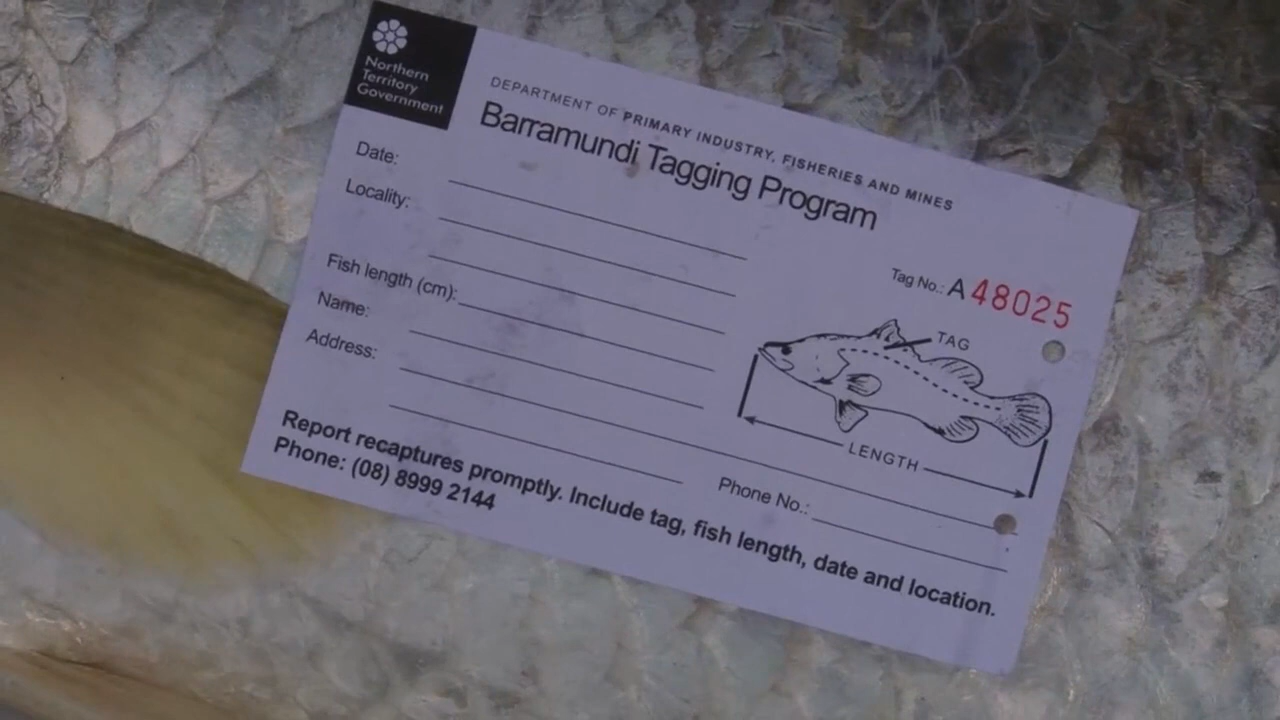 Northern
Territory
Government
DEPARTMENT OF PRIMARY INDUSTRY, FISHERIES AND MINES
Barramundi Tagging Program
Date:
Locality:
Fish length (cm):
Name:
Address:
Tag No.: A 48025
TAG
LENGTH
Phone No.:
Report recaptures promptly. Include tag, fish length, date and location.
Phone: (08) 8999 2144